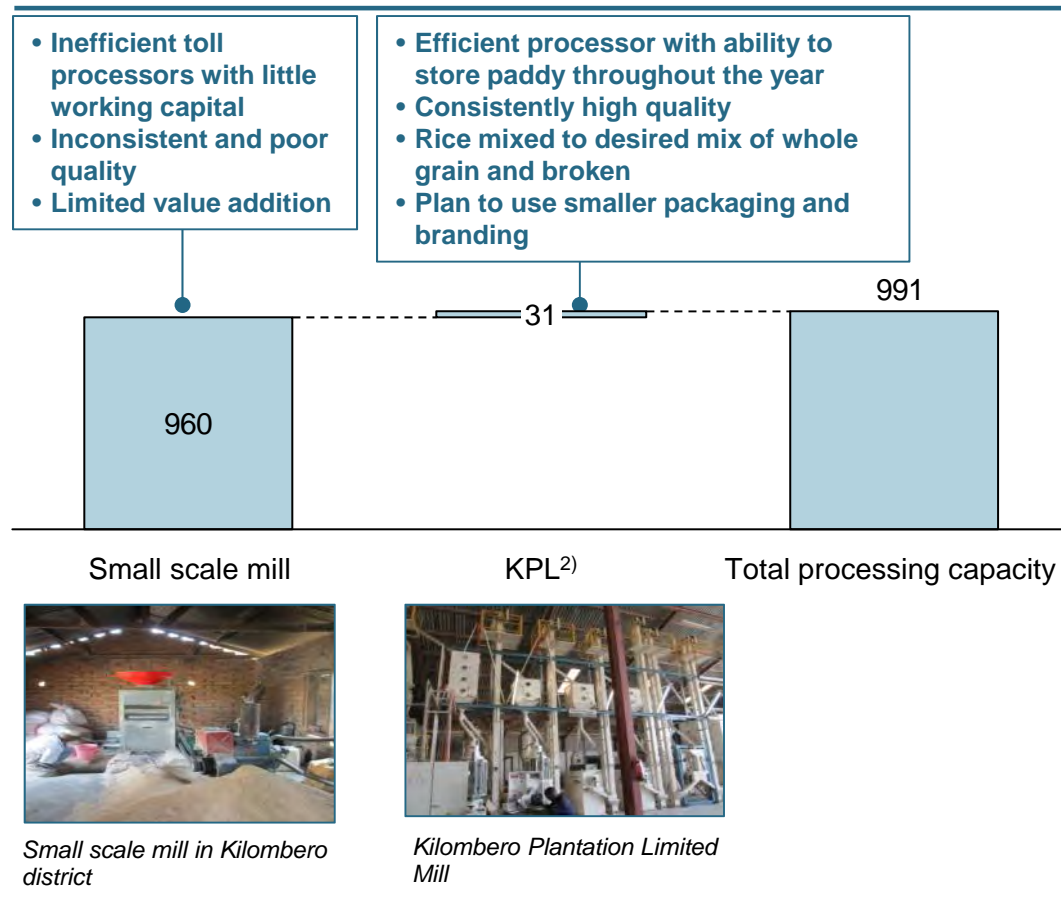 • Inefficient toll
processors with little
working capital
• Inconsistent and poor
quality
• Limited value addition
• Efficient processor with ability to
store paddy throughout the year
• Consistently high quality
• Rice mixed to desired mix of whole
grain and broken
• Plan to use smaller packaging and
branding
960
31
991
Small scale mill
KPL²⁾
Total processing capacity
Small scale mill in Kilombero
district
Kilombero Plantation Limited
Mill